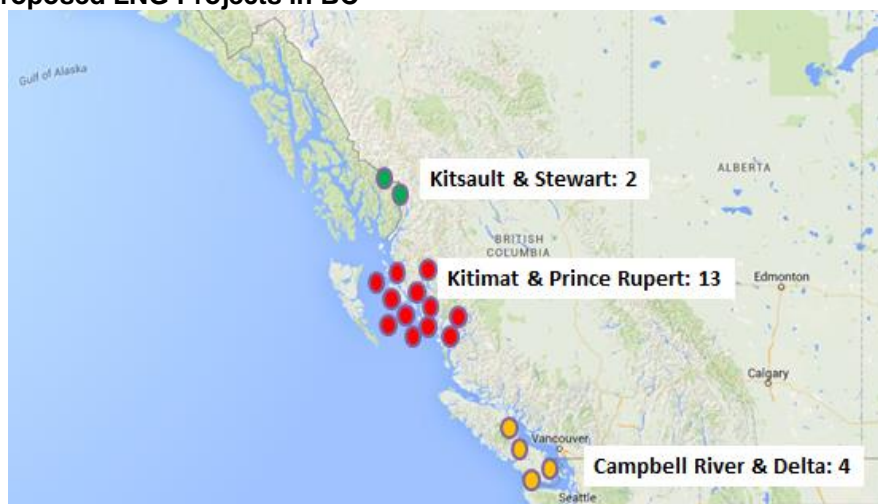 roposed LNG Projects in BC
Gulf of Alaska
Kitsault & Stewart: 2
ALBERTA
BRITISH
COLUMBIA
Kitimat & Prince Rupert: 13
Edmonton
Calgary
Vancouver
Campbell River & Delta: 4
Seattle